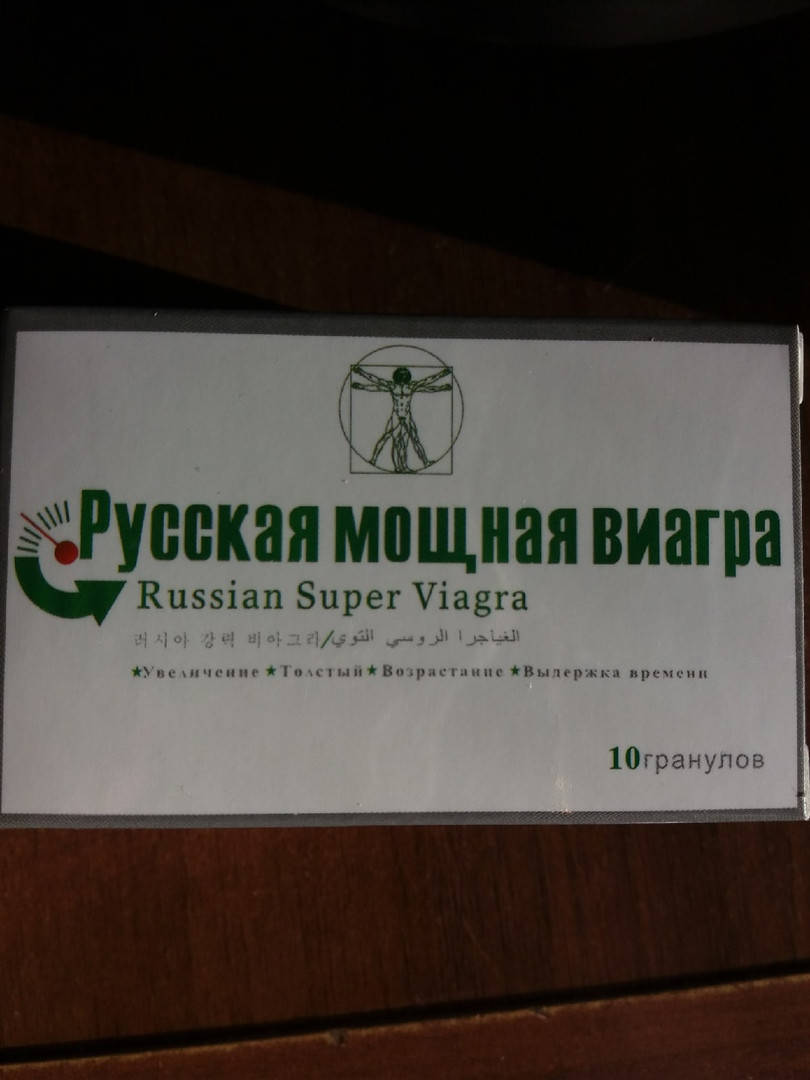 Русская мощная виагра
Russian Super Viagra
러시아 강력 비아그라/الفياجرا الروسي القوي
★Увеличение ★Толстый★Возрастание ★Выдержка времени
10гранулов